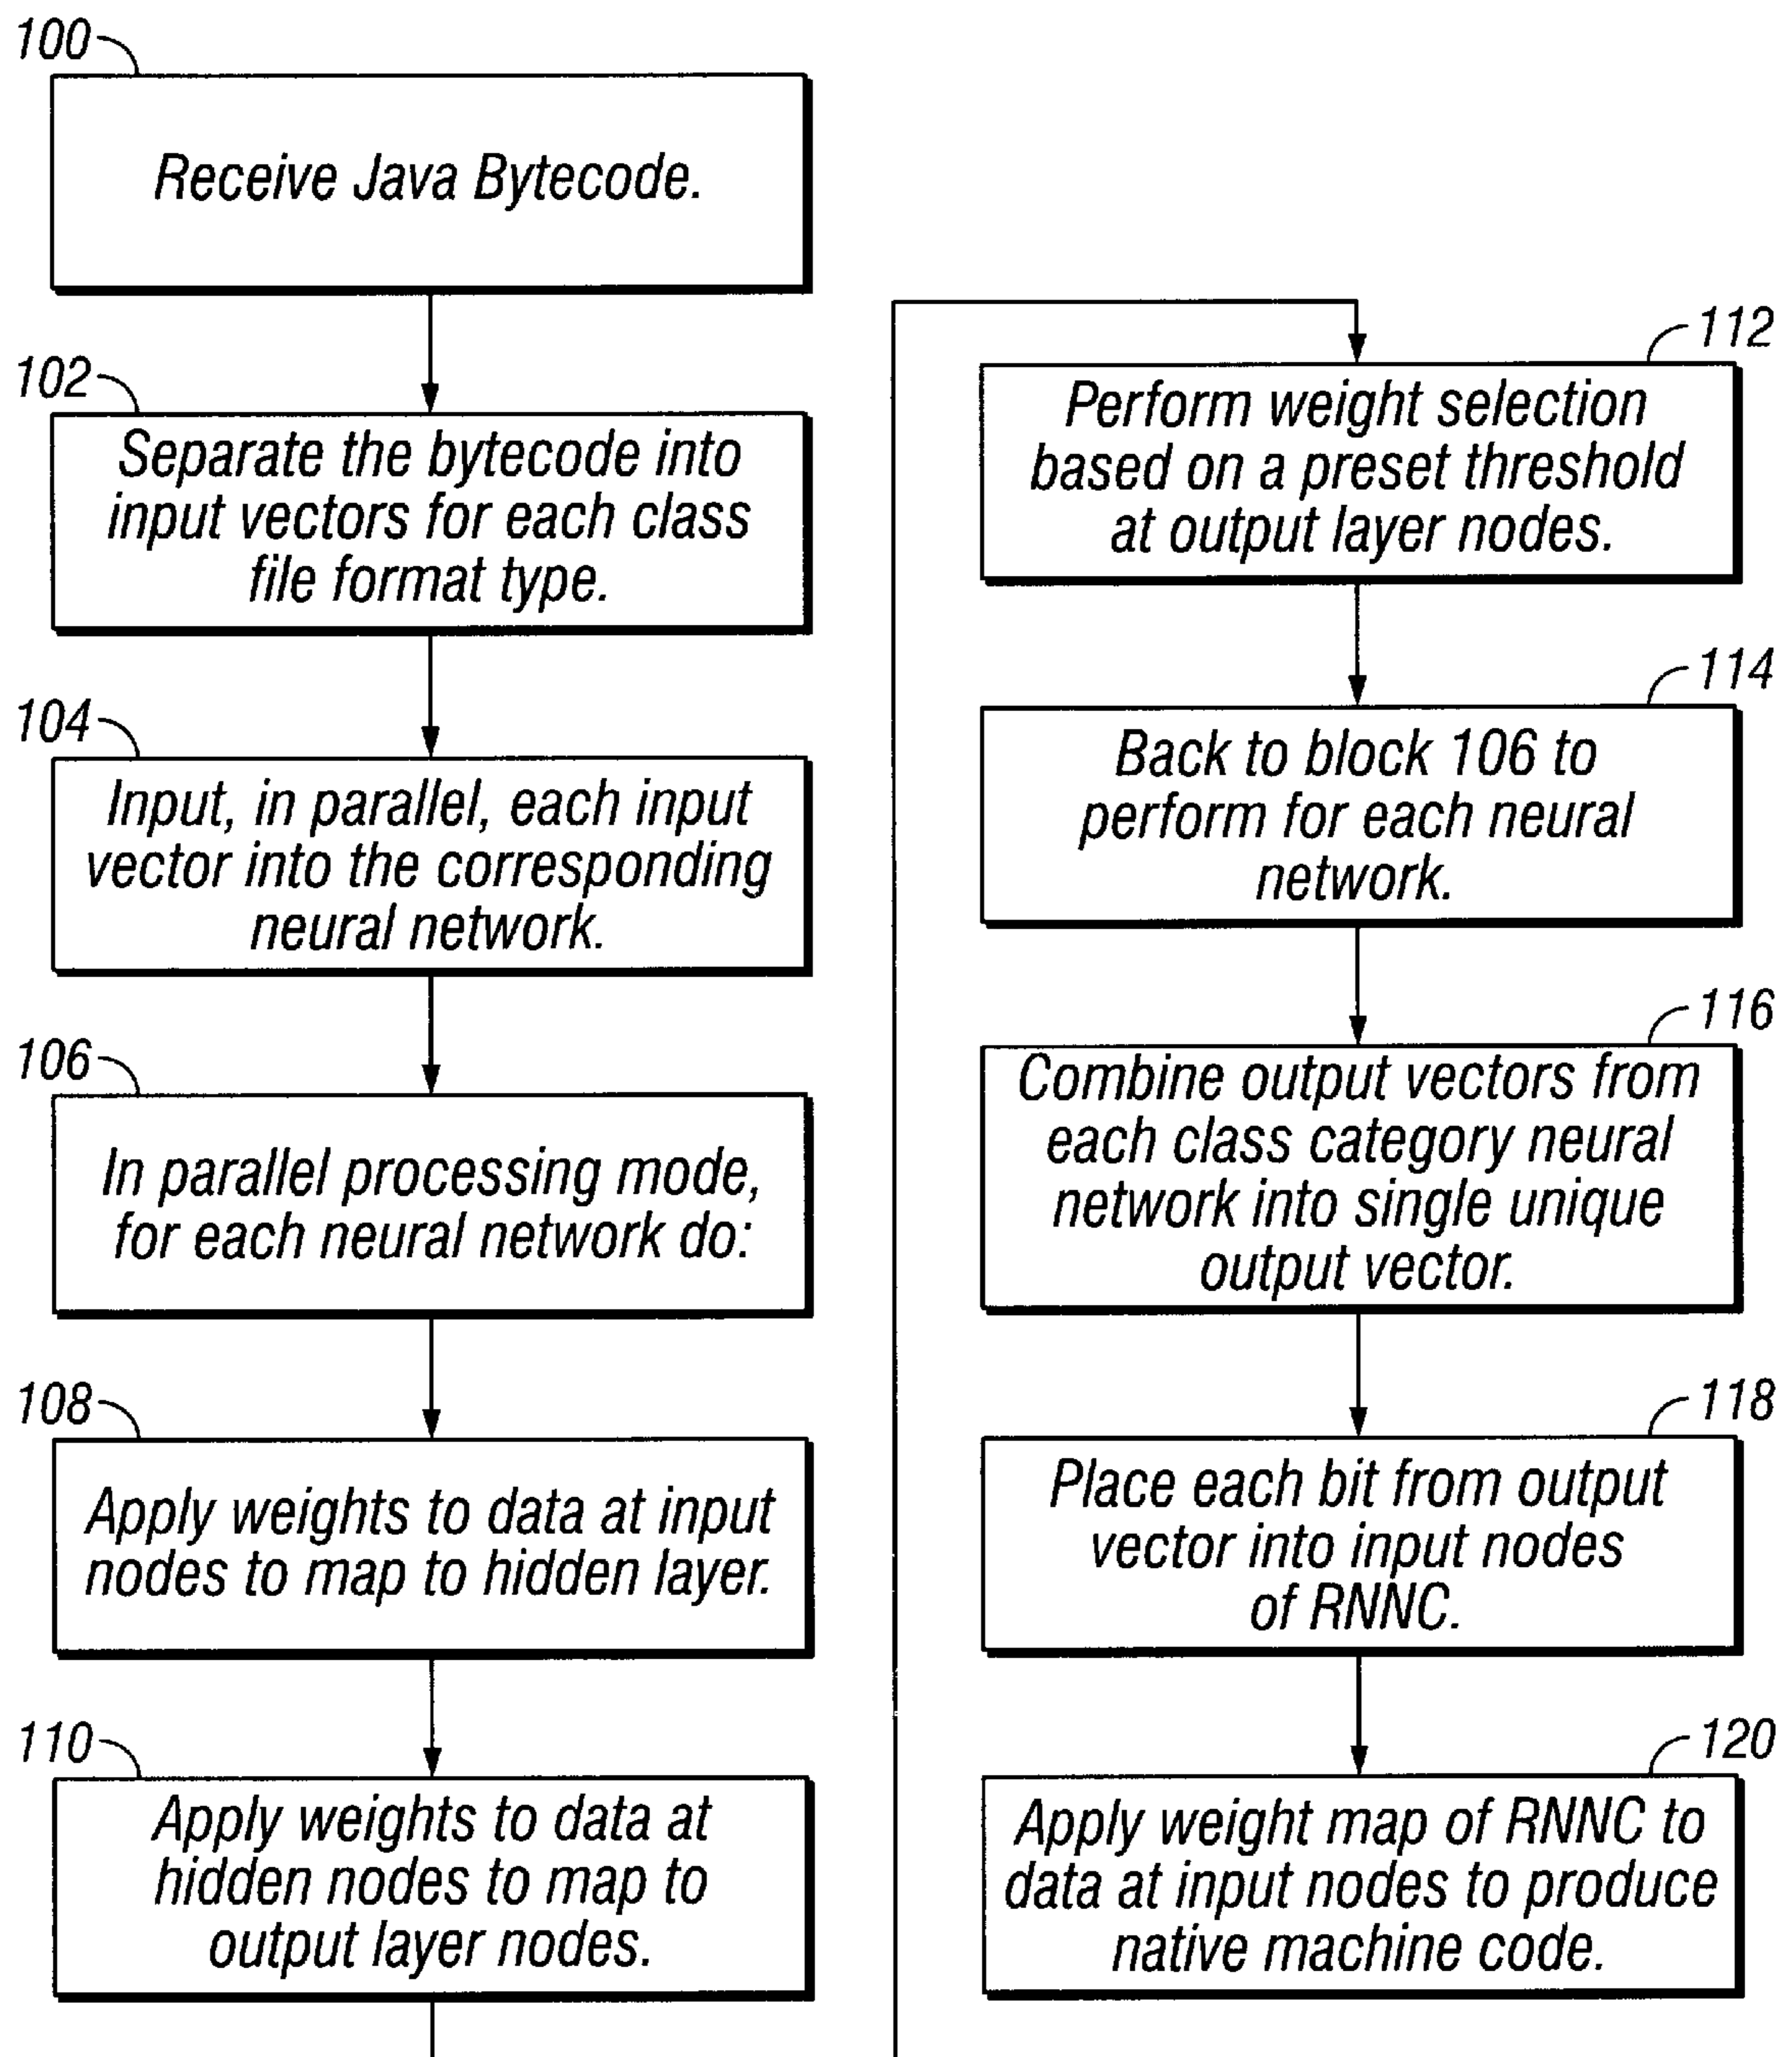 100
Receive Java Bytecode.
102
Separate the bytecode into
input vectors for each class
file format type.
104
Input, in parallel, each input
vector into the corresponding
neural network.
106
In parallel processing mode,
for each neural network do:
108
Apply weights to data at input
nodes to map to hidden layer.
110
Apply weights to data at
hidden nodes to map to
output layer nodes.
112
Perform weight selection
based on a preset threshold
at output layer nodes.
114
Back to block 106 to
perform for each neural
network.
116
Combine output vectors from
each class category neural
network into single unique
output vector.
118
Place each bit from output
vector into input nodes
of RNNC.
120
Apply weight map of RNNC to
data at input nodes to produce
native machine code.